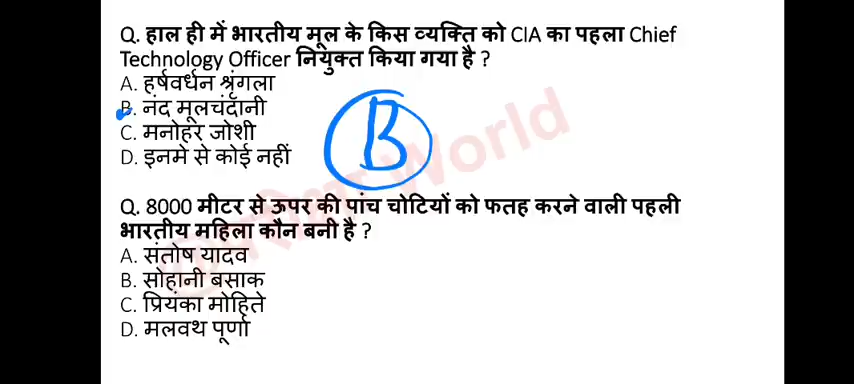 Q. हाल ही में भारतीय मूल के किस व्यक्ति को CIA का पहला Chief
Technology Officer नियुक्त किया गया है ?
A. हर्षवर्धन श्रृंगला
B. नंद मूलचंदानी
C. मनोहर जोशी
D. इनमे से कोई नहीं
B
World
Q. 8000 मीटर से ऊपर की पांच चोटियों को फतह करने वाली पहली
भारतीय महिला कौन बनी है ?
A. संतोष यादव
B. सोहानी बसाक
C. प्रियंका मोहिते
D. मलवथ पूर्णा